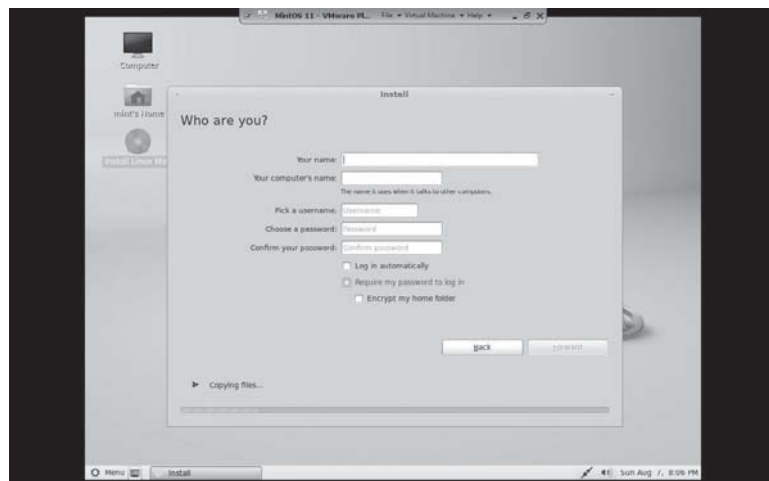 MintOS 11 - VMware Pl... File Virtual Machine Help
Computer
mint's Home
Install Linux Min
Install
Who are you?
Your name:
Your computer's name:
The name it uses when it talks to other computers.
Pick a username: Username
Choose a password: Password
Confirm your password: Confirm password
Log in automatically
Require my password to log in
Encrypt my home folder
Back Forward
Copying files...
Menu Install Sun Aug 7, 8:06 PM